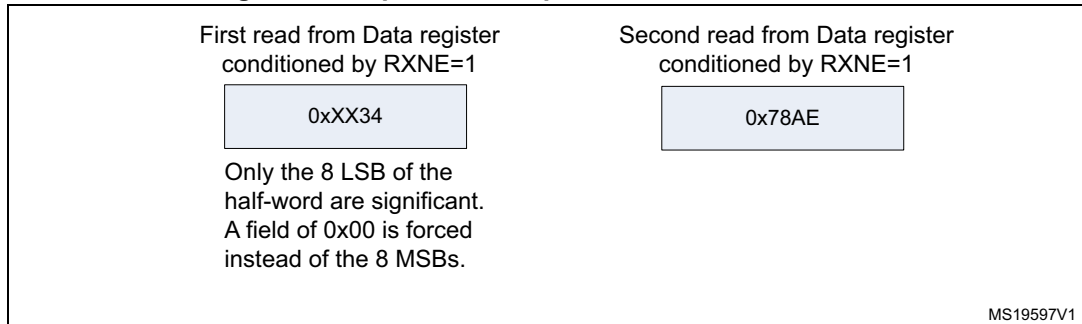 First read from Data register
conditioned by RXNE=1
0xXX34
Only the 8 LSB of the
half-word are significant.
A field of 0x00 is forced
instead of the 8 MSBs.
Second read from Data register
conditioned by RXNE=1
0x78AE
MS19597V1